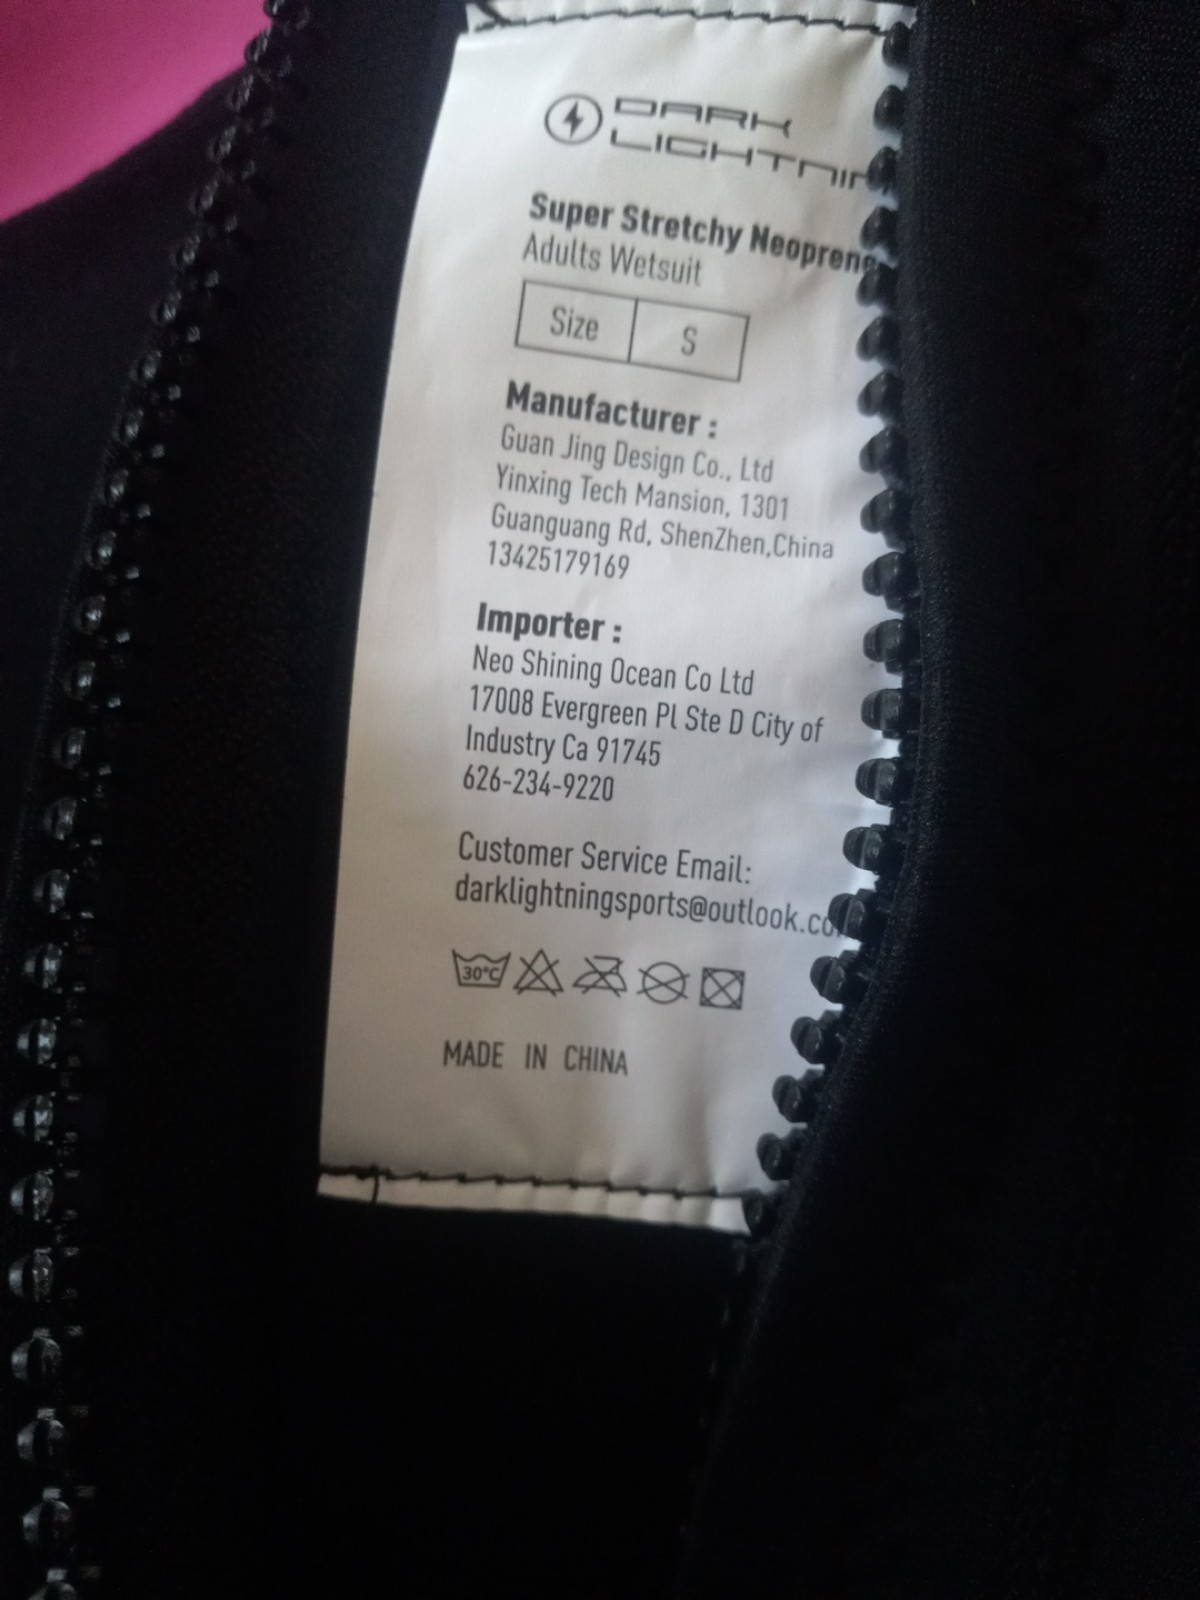 DARK
Super Stretchy Neoprene
Adults Wetsuit
Size S
Manufacturer :
Guan Jing Design Co., Ltd
Yinxing Tech Mansion, 1301
Guanguang Rd, ShenZhen,China
13425179169
Importer :
Neo Shining Ocean Co Ltd
17008 Evergreen Pl Ste D City of
Industry Ca 91745
626-234-9220
Customer Service Email:
darklightningsports@outlook.co
30°C
MADE IN CHINA